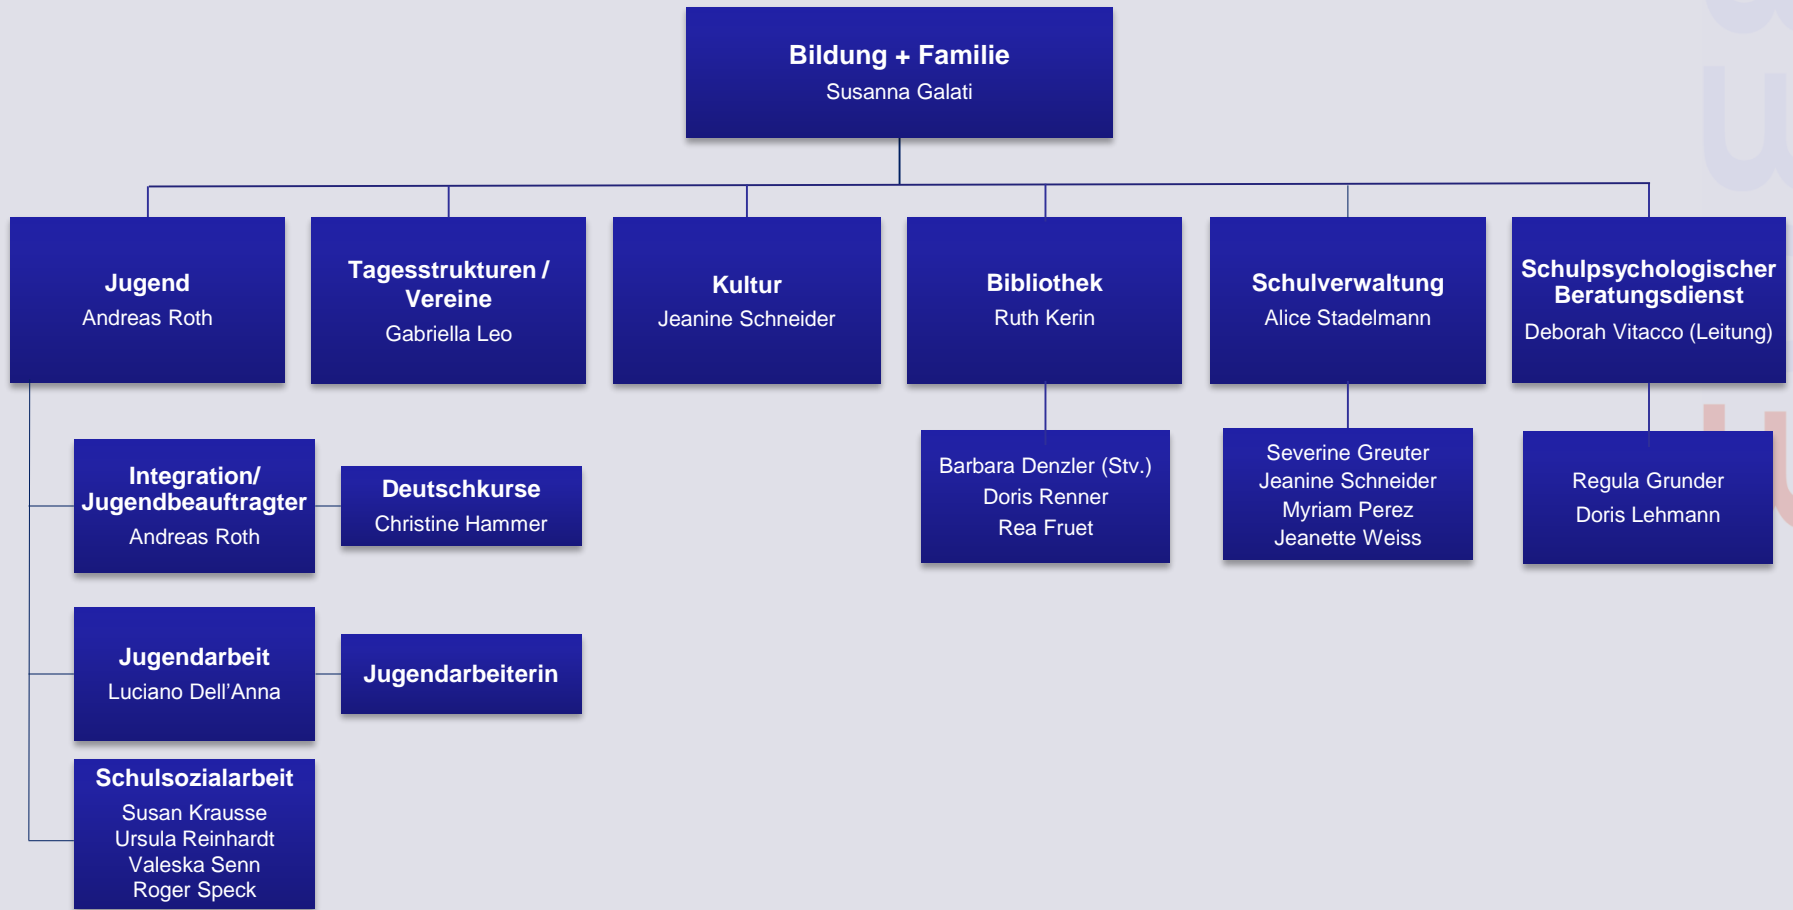 Bildung + Familie
Susanna Galati
Jugend
Andreas Roth
Tagesstrukturen /
Vereine
Gabriella Leo
Kultur
Jeanine Schneider
Bibliothek
Ruth Kerin
Schulverwaltung
Alice Stadelmann
Schulpsychologischer
Beratungsdienst
Deborah Vitacco (Leitung)
Integration/
Jugendbeauftragter
Andreas Roth
Deutschkurse
Christine Hammer
Barbara Denzler (Stv.)
Doris Renner
Rea Fruet
Severine Greuter
Jeanine Schneider
Myriam Perez
Jeanette Weiss
Regula Grunder
Doris Lehmann
Jugendarbeit
Luciano Dell’Anna
Jugendarbeiterin
Schulsozialarbeit
Susan Krausse
Ursula Reinhardt
Valeska Senn
Roger Speck